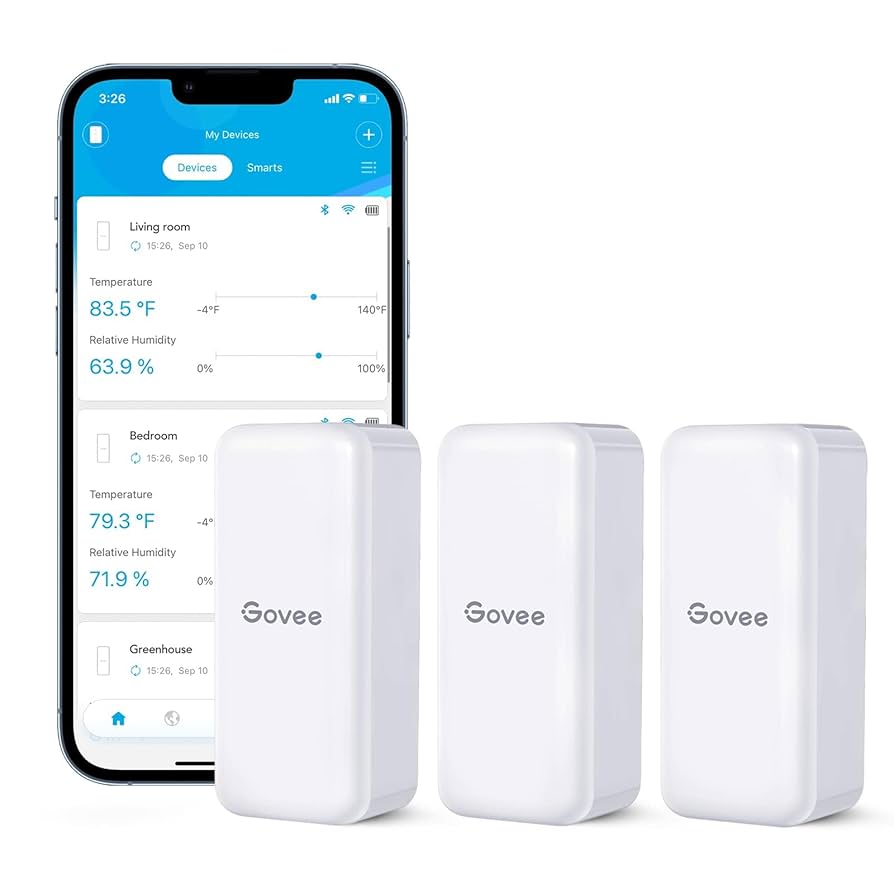 3:26
My Devices
Devices Smarts
Living room
15:26, Sep 10
Temperature
83.5 °F
-4°F 140°F
Relative Humidity
63.9 %
0% 100%
Bedroom
15:26, Sep 10
Temperature
79.3 °F
-4°
Relative Humidity
71.9 %
0%
Greenhouse
15:26, Sep 10
Govee Govee Govee